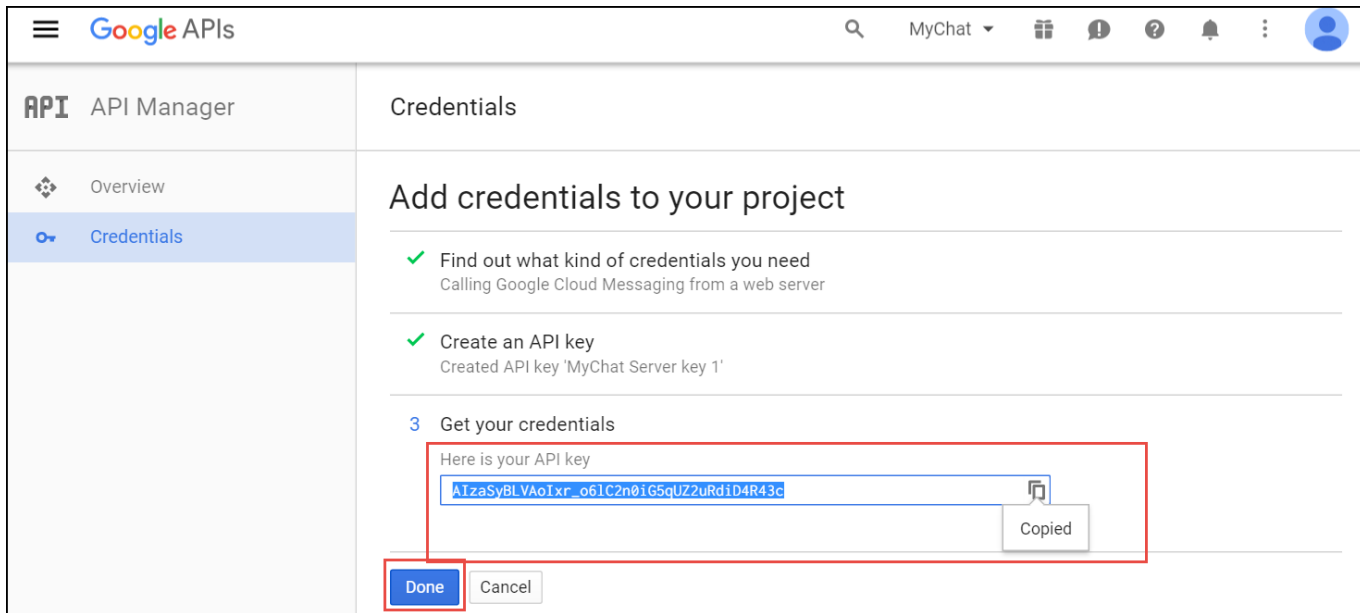 Google APIs
MyChat
API API Manager
Credentials
Overview
Credentials
Add credentials to your project
Find out what kind of credentials you need
Calling Google Cloud Messaging from a web server
Create an API key
Created API key 'MyChat Server key 1'
3 Get your credentials
Here is your API key
AIzaSyBLVAoIxr_o6lC2n0iG5qUZ2uRdiD4R43c
Copied
Done Cancel